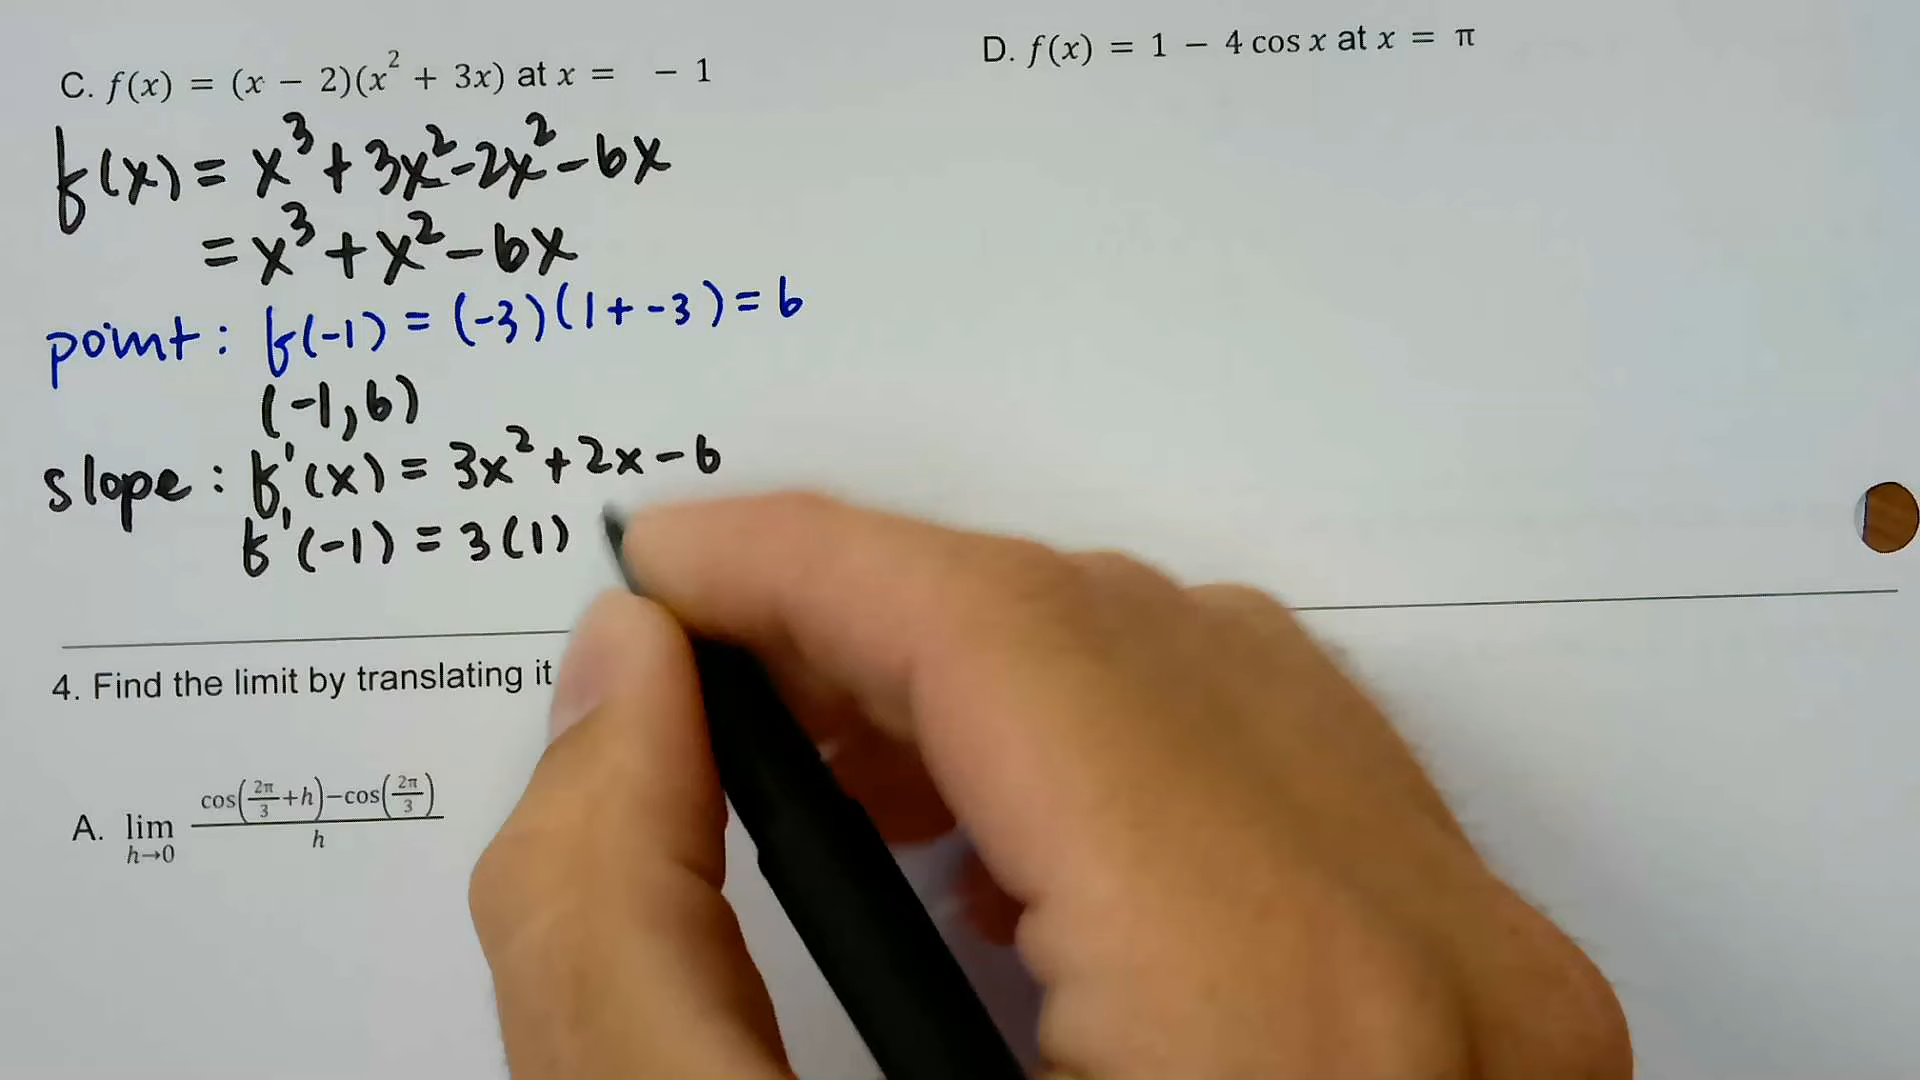 C. f(x) = (x − 2)(x² + 3x) at x = − 1
f(x) = x³ + 3x² - 2x² - 6x
= x³ + x² - 6x
point: f(-1) = (-3)(1 + -3) = 6
(-1, 6)
slope: f'(x) = 3x² + 2x - 6
f'(-1) = 3(1)
D. f(x) = 1 − 4 cos x at x = π
4. Find the limit by translating it
A. lim h→0 (cos(2π/3 + h) − cos(2π/3)) / h